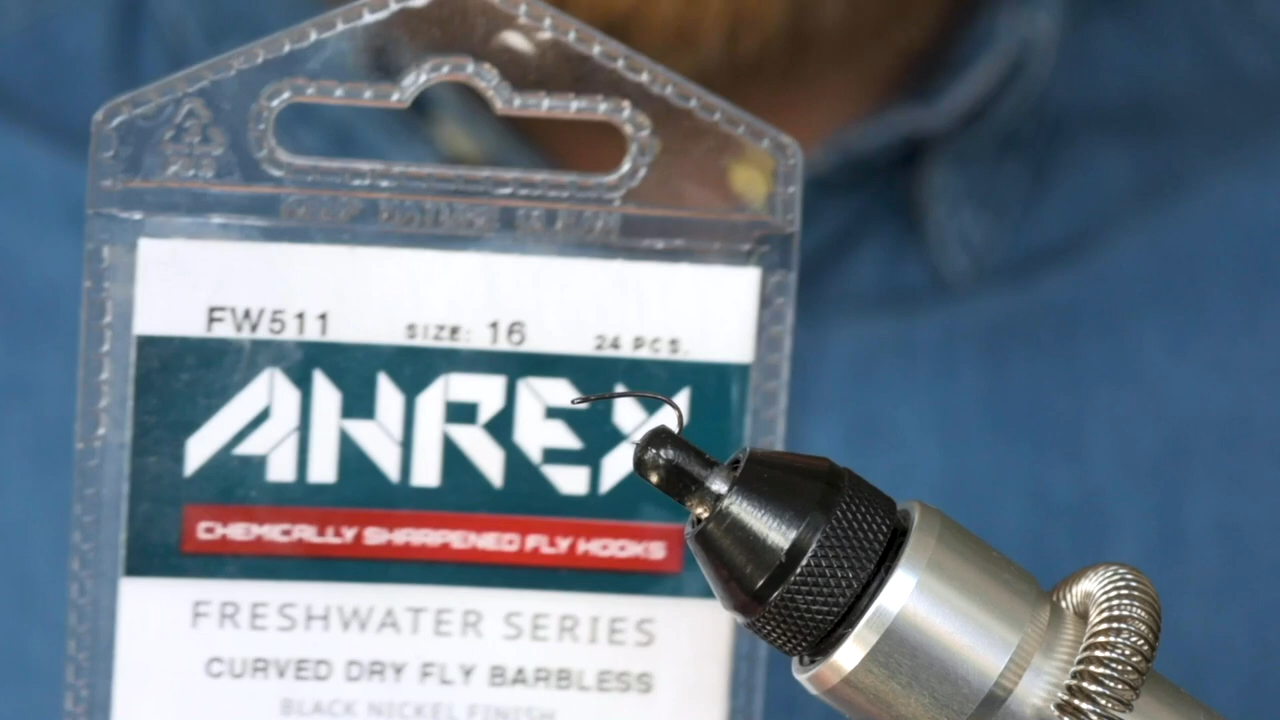 FW511 SIZE: 16 24 PCS.
AHREX
CHEMICALLY SHARPENED FLY HOOKS
FRESHWATER SERIES
CURVED DRY FLY BARBLESS
BLACK NICKEL FINISH